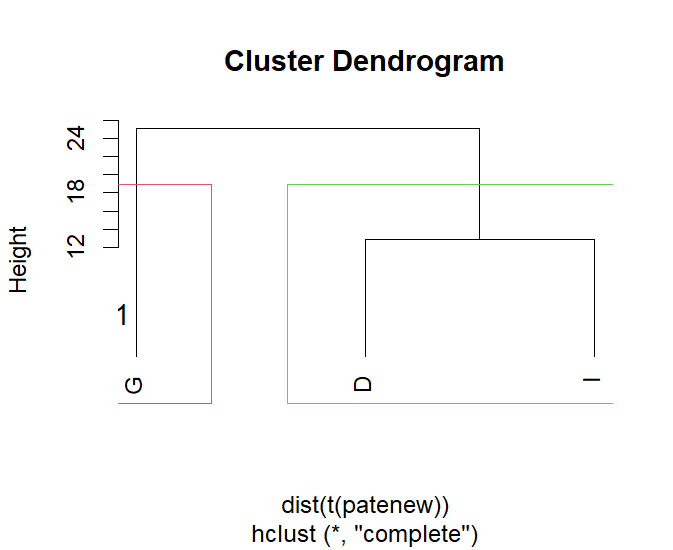 Cluster Dendrogram
Height
24
18
12
1
G
D
I
dist(t(patenew))
hclust (*, "complete")